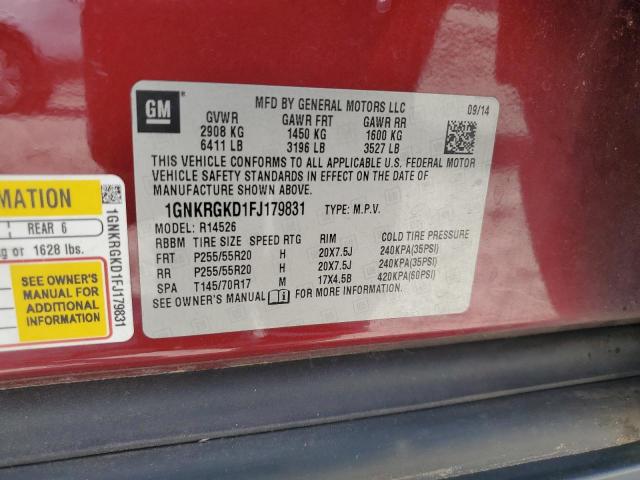 GM
MFD BY GENERAL MOTORS LLC
09/14
GVWR GAWR FRT GAWR RR
2908 KG 1450 KG 1600 KG
6411 LB 3196 LB 3527 LB
THIS VEHICLE CONFORMS TO ALL APPLICABLE U.S. FEDERAL MOTOR
VEHICLE SAFETY STANDARDS IN EFFECT ON THE DATE OF
MANUFACTURE SHOWN ABOVE.
1GNKRGKD1FJ179831 TYPE: M.P.V.
MODEL: R14526
RBBM TIRE SIZE SPEED RTG RIM COLD TIRE PRESSURE
FRT P255/55R20 H 20X7.5J 240KPA(35PSI)
RR P255/55R20 H 20X7.5J 240KPA(35PSI)
SPA T145/70R17 M 17X4.5B 420KPA(60PSI)
SEE OWNER'S MANUAL FOR MORE INFORMATION.
REAR 6
or 1628 lbs.
SEE OWNER'S
MANUAL FOR
ADDITIONAL
INFORMATION
1GNKRGKD1FJ179831